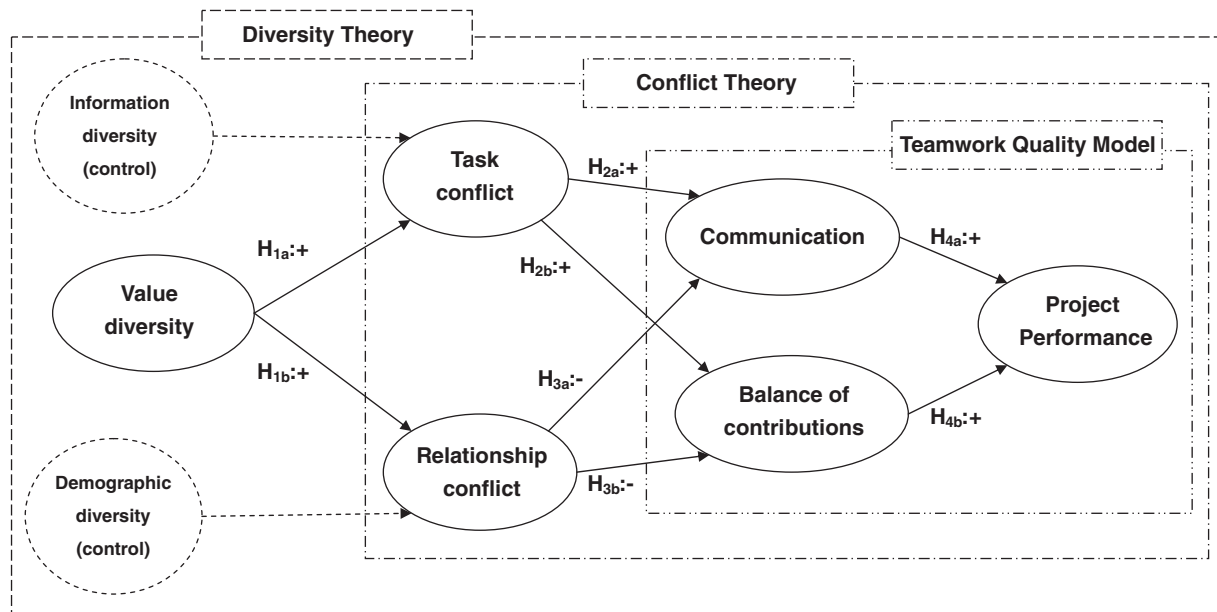 Diversity Theory
Conflict Theory
Teamwork Quality Model
Information
diversity
(control)
Task
conflict
H2a:+
Communication
H4a:+
H1a:+
H2b:+
Value
diversity
Project
Performance
H1b:+
H3a:-
Balance of
contributions
H4b:+
Relationship
conflict
H3b:-
Demographic
diversity
(control)